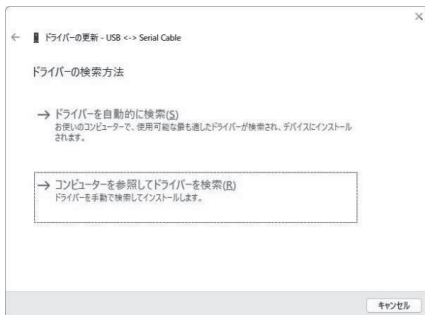 ドライバーの更新 - USB <-> Serial Cable
ドライバーの検索方法
→ ドライバーを自動的に検索(S)
お使いのコンピューターで、使用可能な最も適したドライバーが検索され、デバイスにインストール
されます。
→ コンピューターを参照してドライバーを検索(R)
ドライバーを手動で検索してインストールします。
キャンセル